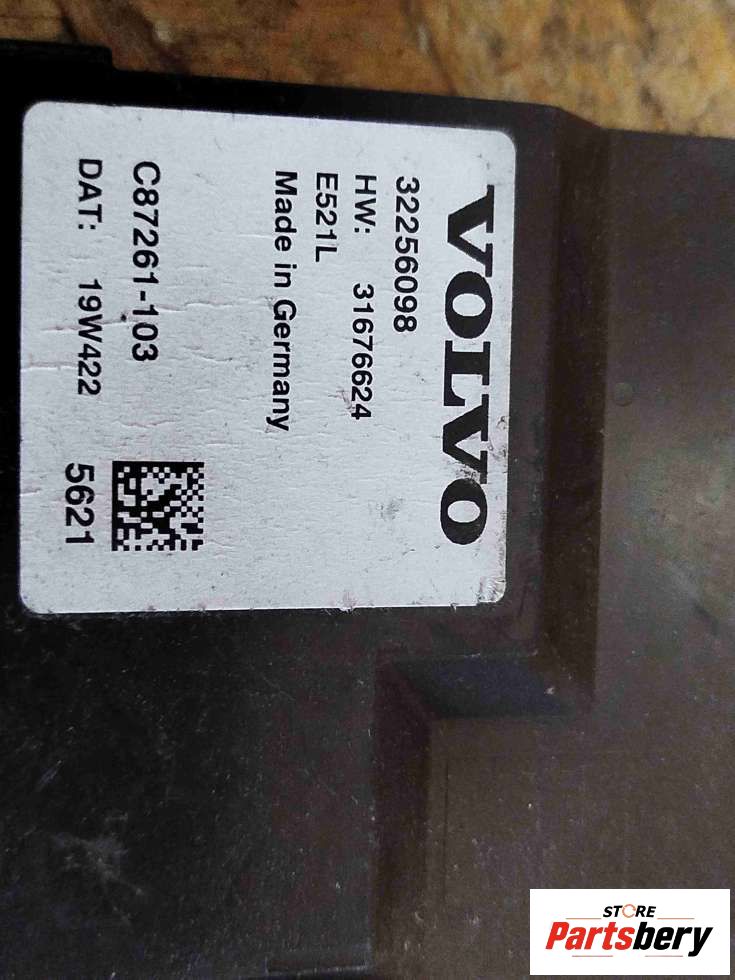 VOLVO
32256098
HW: 31676624
E521L
Made in Germany
C87261-103
DAT: 19W422
5621
STORE
Partsbery